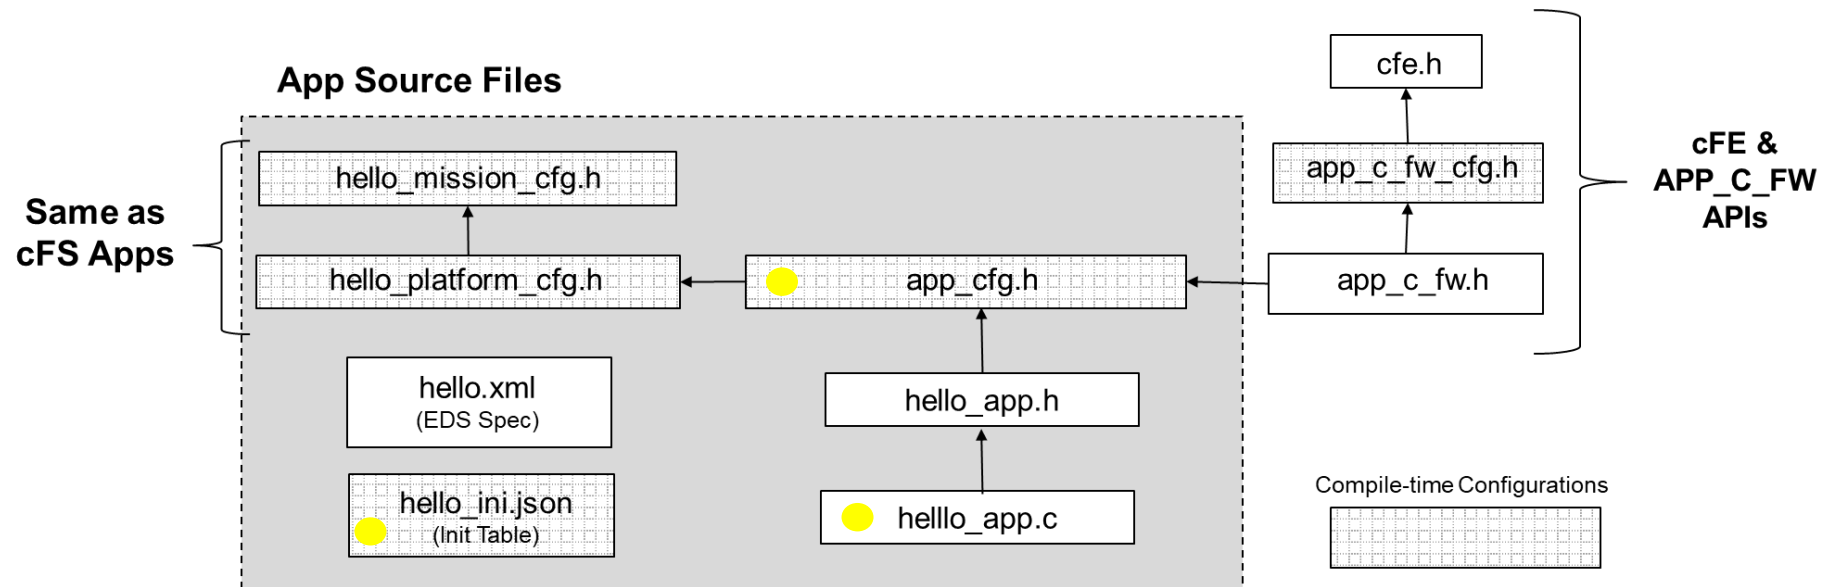 App Source Files
cfe.h
hello_mission_cfg.h
app_c_fw_cfg.h
cFE &
APP_C_FW
APIs
Same as
cFS Apps
hello_platform_cfg.h
app_cfg.h
app_c_fw.h
hello.xml
(EDS Spec)
hello_app.h
hello_ini.json
(Init Table)
helllo_app.c
Compile-time Configurations